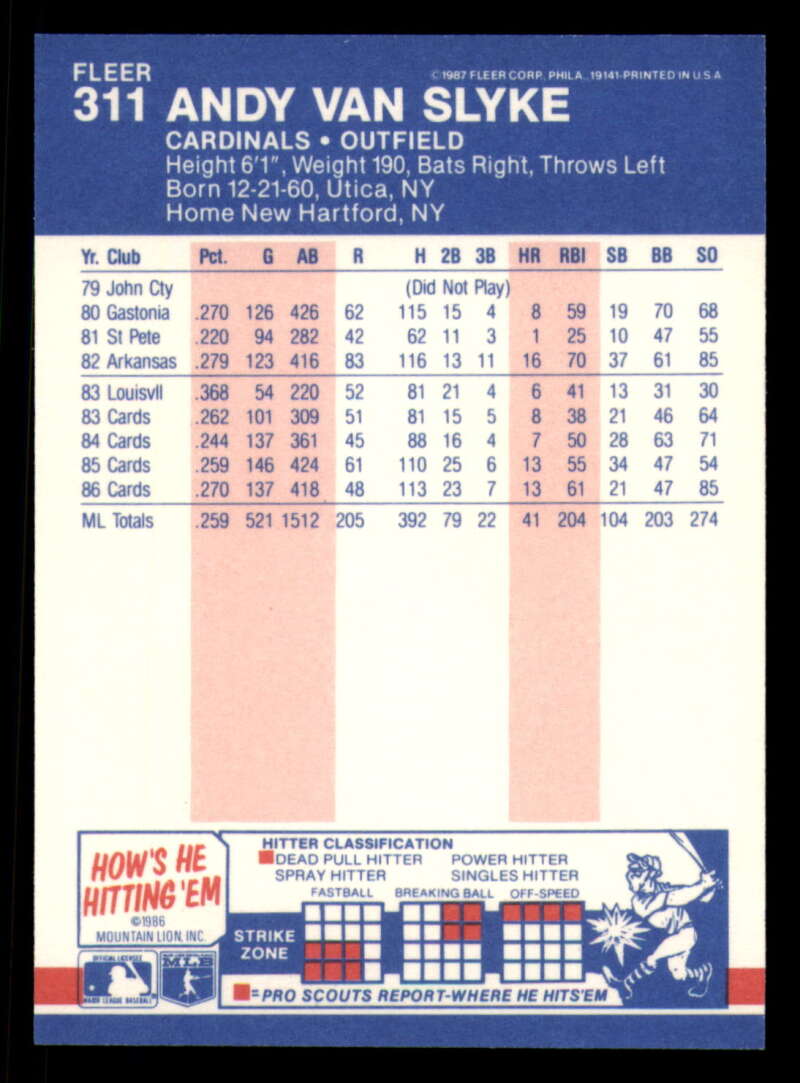 FLEER
©1987 FLEER CORP. PHILA. 19141-PRINTED IN U.S.A
311 ANDY VAN SLYKE
CARDINALS • OUTFIELD
Height 6'1", Weight 190, Bats Right, Throws Left
Born 12-21-60, Utica, NY
Home New Hartford, NY
Yr. Club Pct. G AB R H 2B 3B HR RBI SB BB SO
79 John Cty (Did Not Play)
80 Gastonia .270 126 426 62 115 15 4 8 59 19 70 68
81 St Pete .220 94 282 42 62 11 3 1 25 10 47 55
82 Arkansas .279 123 416 83 116 13 11 16 70 37 61 85
83 Louisvll .368 54 220 52 81 21 4 6 41 13 31 30
83 Cards .262 101 309 51 81 15 5 8 38 21 46 64
84 Cards .244 137 361 45 88 16 4 7 50 28 63 71
85 Cards .259 146 424 61 110 25 6 13 55 34 47 54
86 Cards .270 137 418 48 113 23 7 13 61 21 47 85
ML Totals .259 521 1512 205 392 79 22 41 204 104 203 274
HOW'S HE
HITTING 'EM
©1986
MOUNTAIN LION, INC.
HITTER CLASSIFICATION
DEAD PULL HITTER POWER HITTER
SPRAY HITTER SINGLES HITTER
FASTBALL BREAKING BALL OFF-SPEED
STRIKE
ZONE
=PRO SCOUTS REPORT-WHERE HE HITS'EM
OFFICIAL LICENSEE
MAJOR LEAGUE BASEBALL
MLB